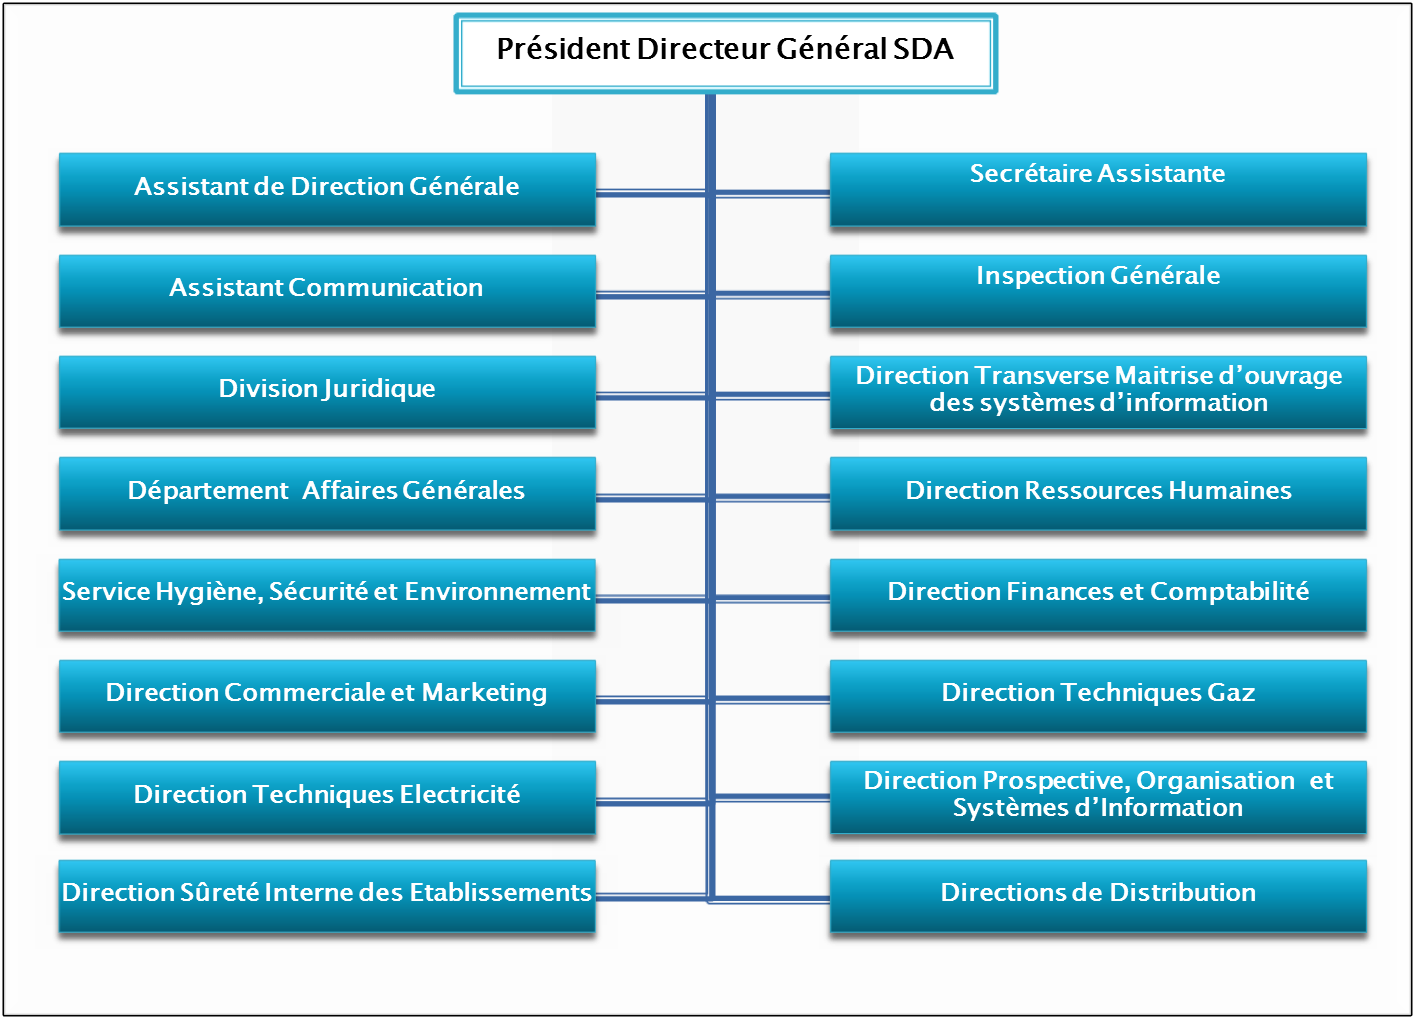 Président Directeur Général SDA
Assistant de Direction Générale
Secrétaire Assistante
Assistant Communication
Inspection Générale
Division Juridique
Direction Transverse Maitrise d’ouvrage
des systèmes d’information
Département  Affaires Générales
Direction Ressources Humaines
Service Hygiène, Sécurité et Environnement
Direction Finances et Comptabilité
Direction Commerciale et Marketing
Direction Techniques Gaz
Direction Techniques Electricité
Direction Prospective, Organisation  et
Systèmes d’Information
Direction Sûreté Interne des Etablissements
Directions de Distribution